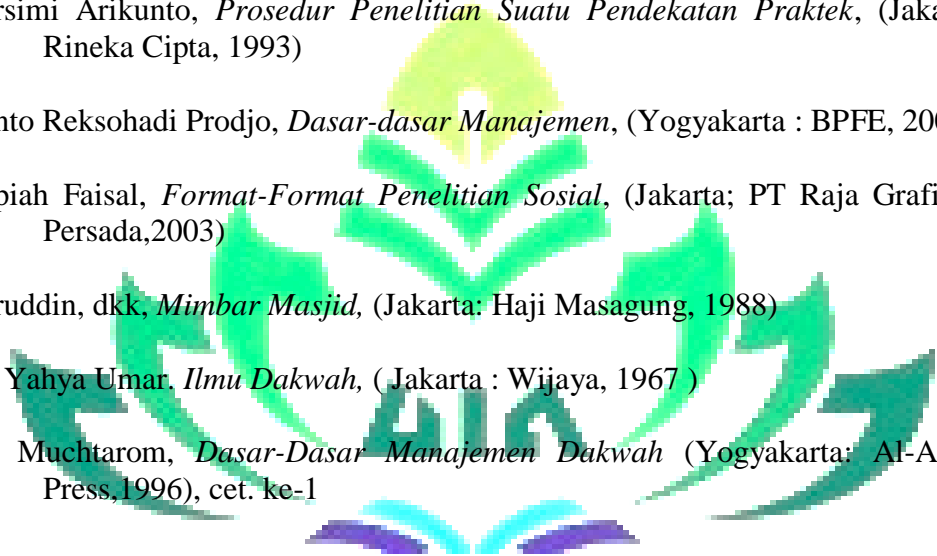 rsimi Arikunto, Prosedur Penelitian Suatu Pendekatan Praktek, (Jaka
Rineka Cipta, 1993)
nto Reksohadi Prodjo, Dasar-dasar Manajemen, (Yogyakarta : BPFE, 200
piah Faisal, Format-Format Penelitian Sosial, (Jakarta; PT Raja Grafi
Persada,2003)
ruddin, dkk, Mimbar Masjid, (Jakarta: Haji Masagung, 1988)
Yahya Umar. Ilmu Dakwah, ( Jakarta : Wijaya, 1967 )
Muchtarom, Dasar-Dasar Manajemen Dakwah (Yogyakarta: Al-A
Press,1996), cet. ke-1